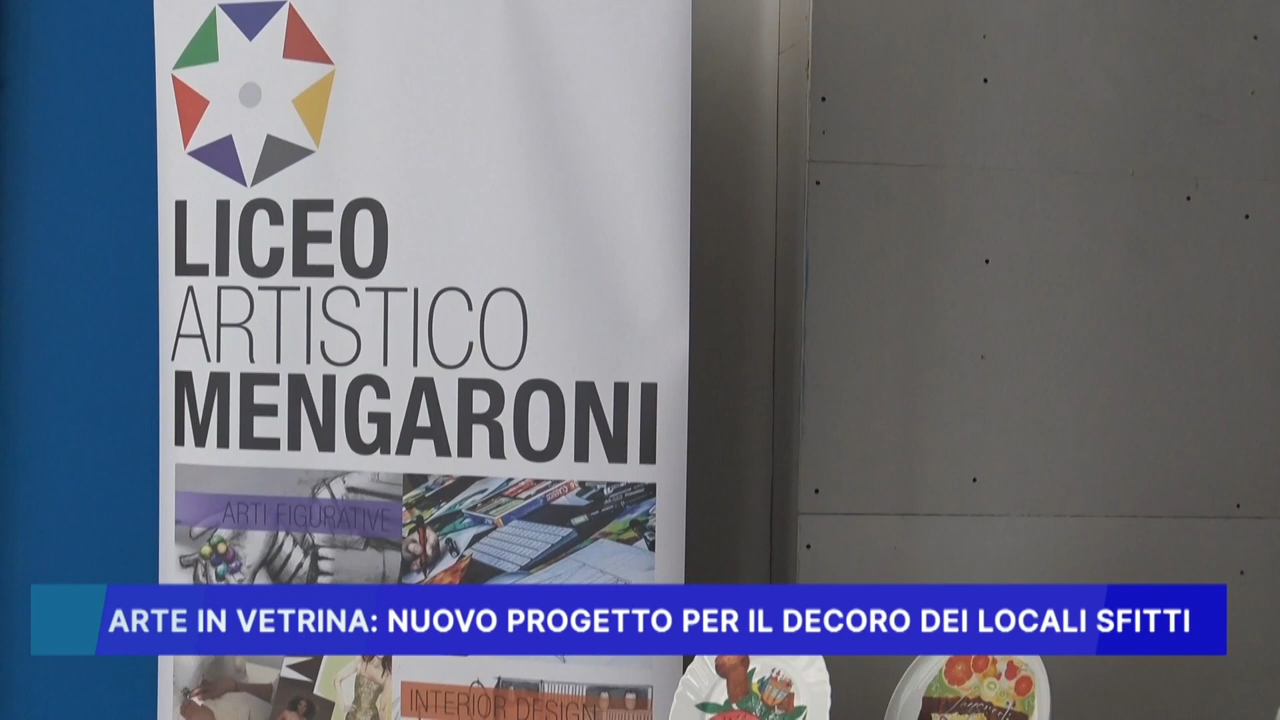 LICEO
ARTISTICO
MENGARONI
ARTI FIGURATIVE
ARTE IN VETRINA: NUOVO PROGETTO PER IL DECORO DEI LOCALI SFITTI
INTERIOR DESIGN